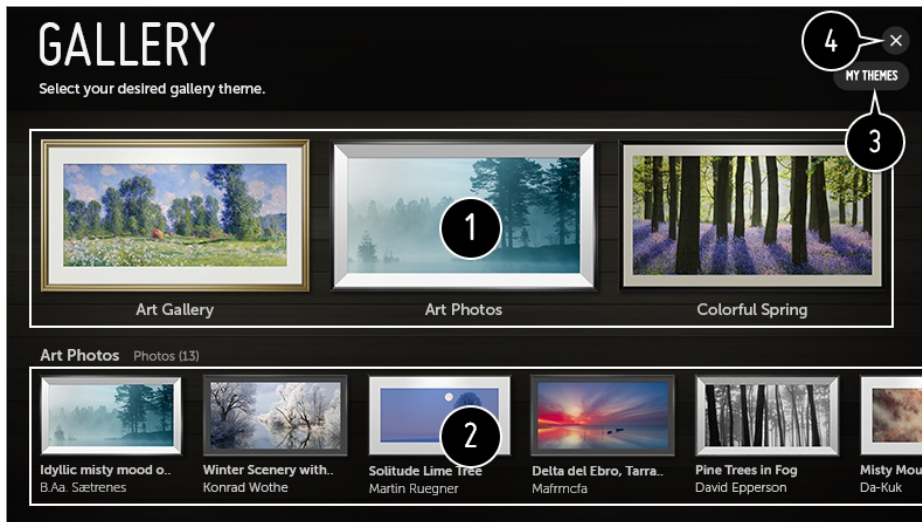 GALLERY
Select your desired gallery theme.
4
MY THEMES
3
1
Art Gallery
Art Photos
Colorful Spring
Art Photos Photos (13)
2
Idyllic misty mood o..
B.Aa. Sætrenes
Winter Scenery with..
Konrad Wothe
Solitude Lime Tree
Martin Ruegner
Delta del Ebro, Tarra..
Mafrmcfa
Pine Trees in Fog
David Epperson
Misty Mou
Da-Kuk